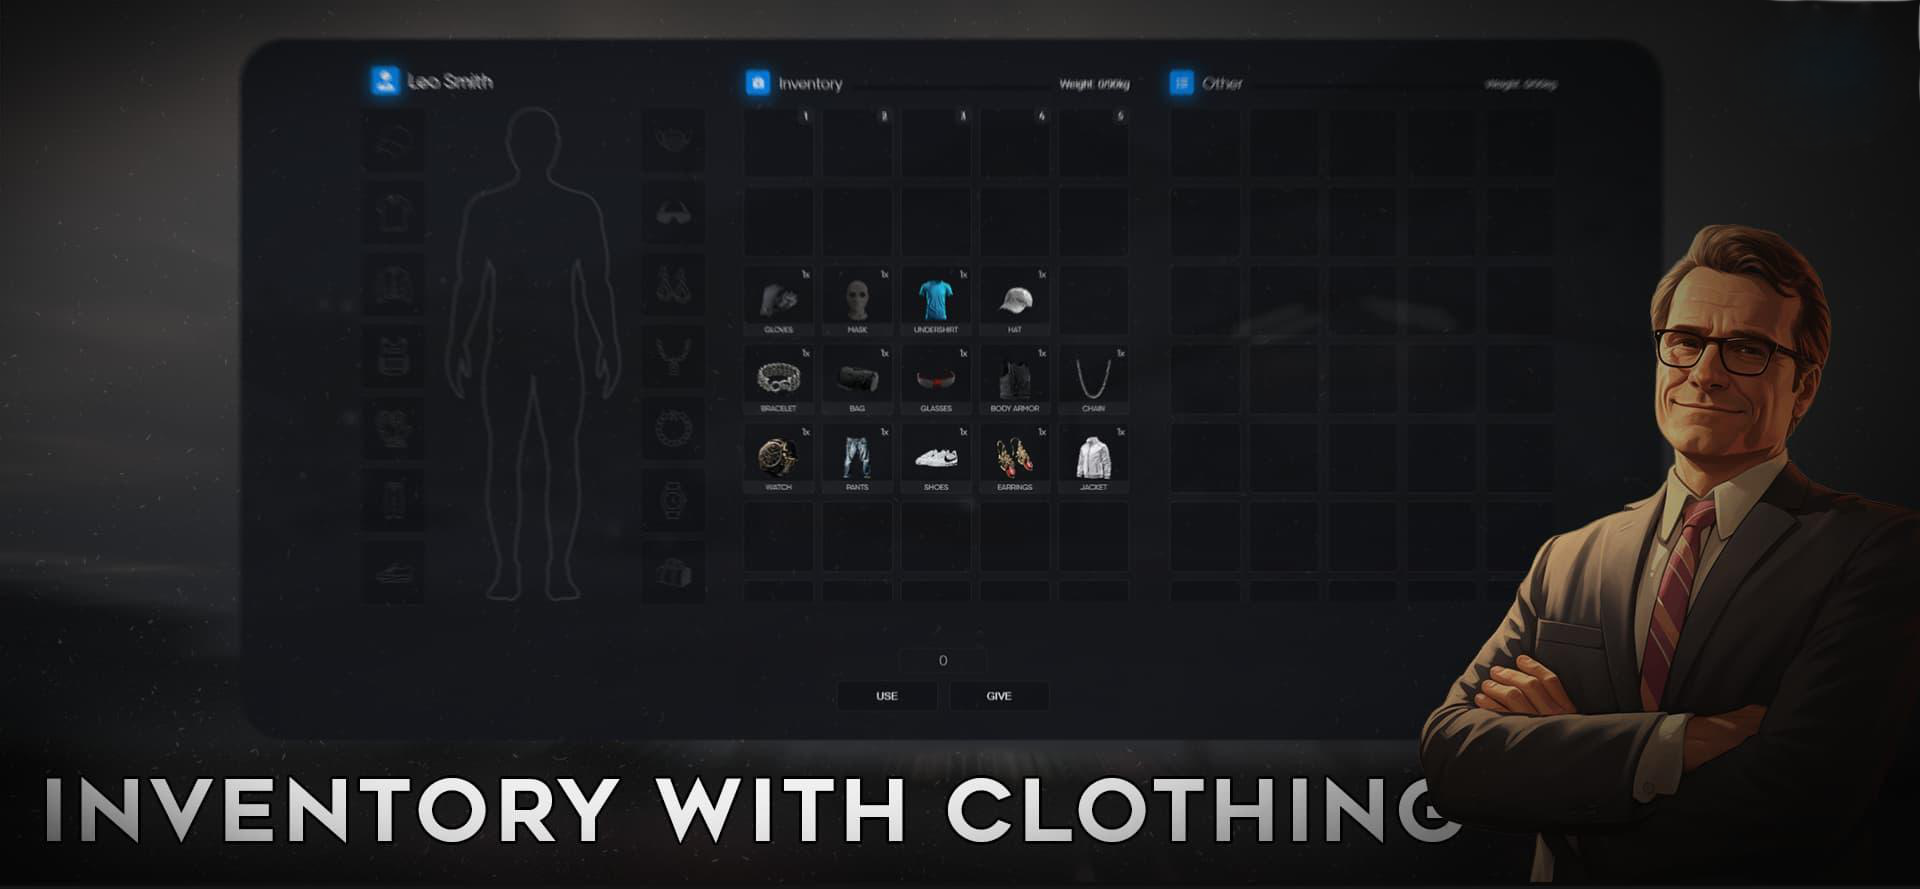 Leo Smith
Inventory
Weight: 0/90kg
Other
1 2 3 4 5
1x 1x 1x 1x
GLOVES MASK UNDERSHIRT HAT
1x 1x 1x 1x 1x
BRACELET BAG GLASSES BODY ARMOR CHAIN
1x 1x 1x 1x 1x
WATCH PANTS SHOES EARRINGS JACKET
0
USE GIVE
INVENTORY WITH CLOTHING